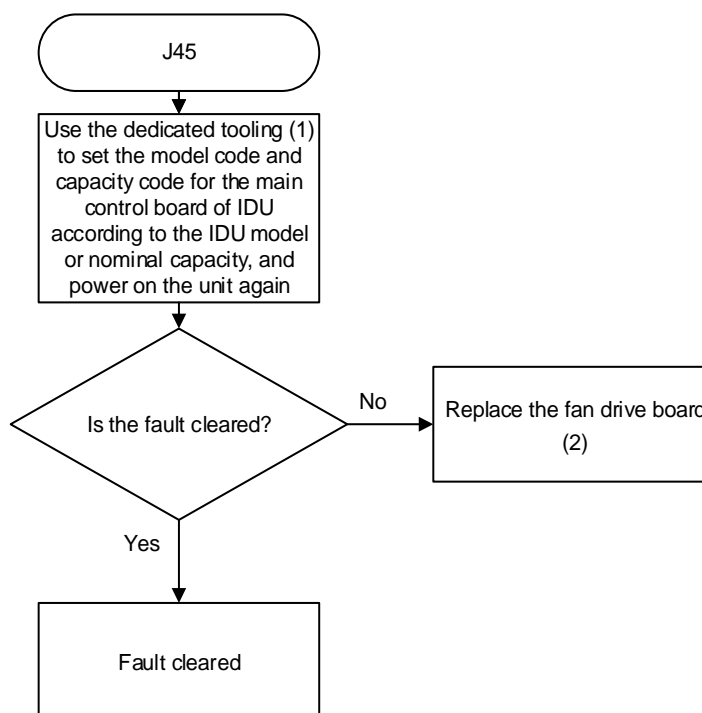 J45
Use the dedicated tooling (1)
to set the model code and
capacity code for the main
control board of IDU
according to the IDU model
or nominal capacity, and
power on the unit again
Is the fault cleared?
No
Replace the fan drive board
(2)
Yes
Fault cleared